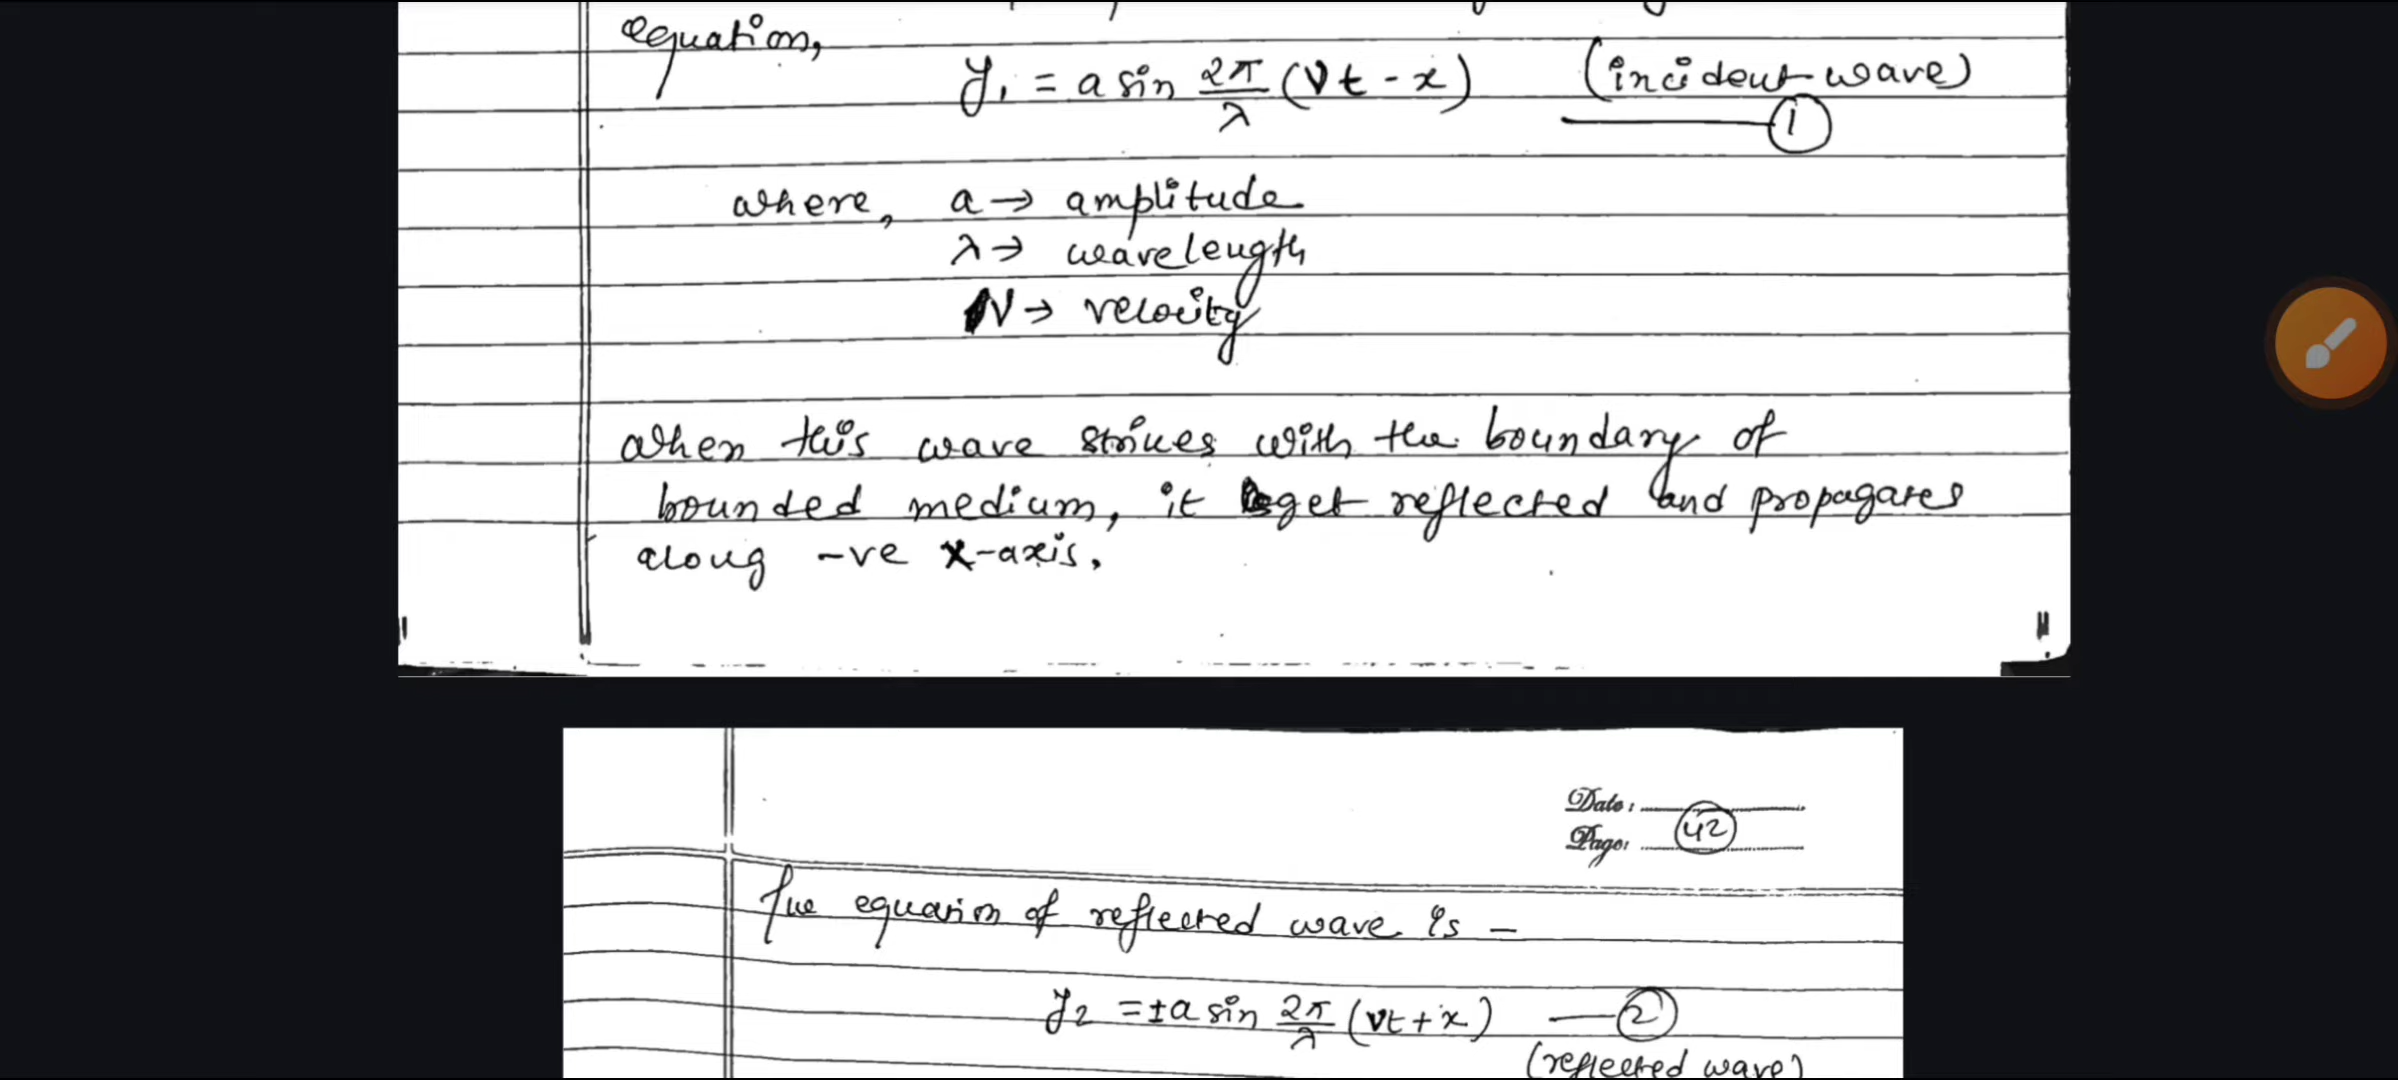 equation,
y₁ = a sin 2π/λ (vt - x) (incident wave)
①
where, a → amplitude
λ → wavelength
v → velocity
when this wave strikes with the boundary of
bounded medium, it get reflected and propagates
along -ve x-axis.
Date:
Page: 42
The equation of reflected wave is -
y₂ = ± a sin 2π/λ (vt + x) — ②
(reflected wave)